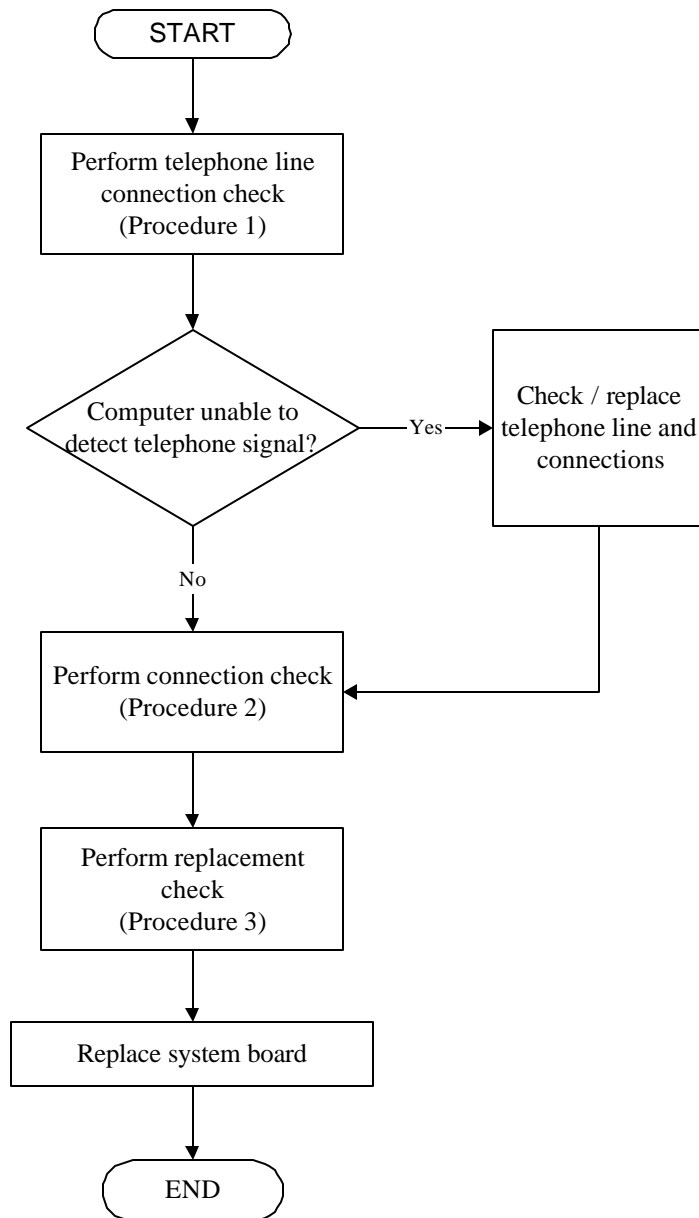 START
Perform telephone line
connection check
(Procedure 1)
Computer unable to
detect telephone signal?
Yes
Check / replace
telephone line and
connections
No
Perform connection check
(Procedure 2)
Perform replacement
check
(Procedure 3)
Replace system board
END